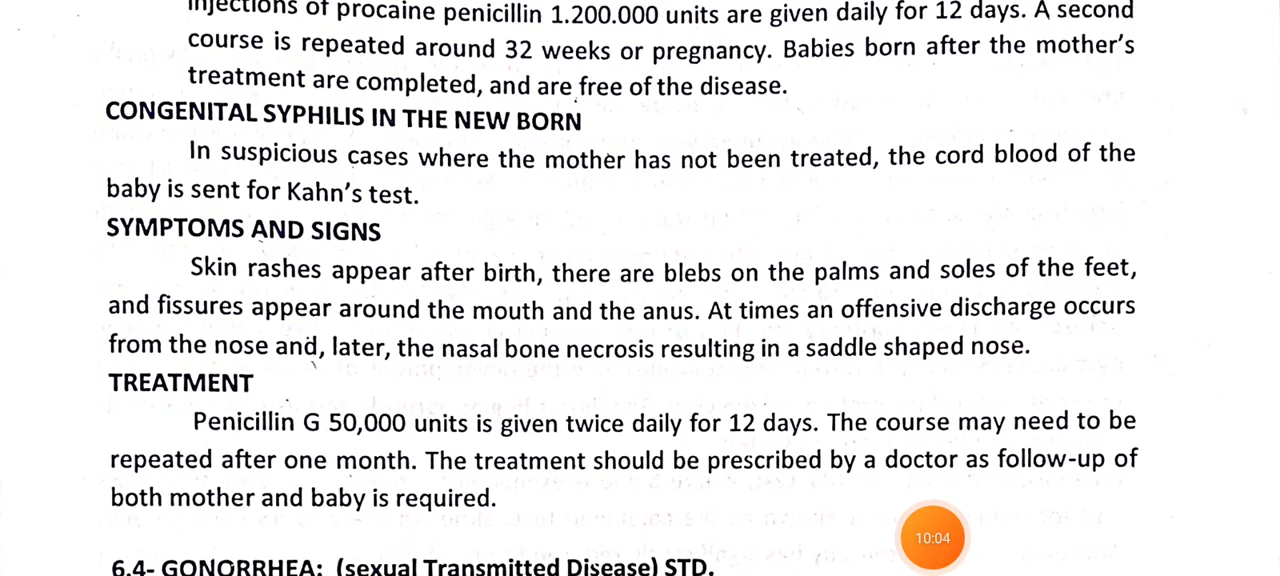 injections of procaine penicillin 1.200.000 units are given daily for 12 days. A second
course is repeated around 32 weeks or pregnancy. Babies born after the mother's
treatment are completed, and are free of the disease.
CONGENITAL SYPHILIS IN THE NEW BORN
In suspicious cases where the mother has not been treated, the cord blood of the
baby is sent for Kahn's test.
SYMPTOMS AND SIGNS
Skin rashes appear after birth, there are blebs on the palms and soles of the feet,
and fissures appear around the mouth and the anus. At times an offensive discharge occurs
from the nose and, later, the nasal bone necrosis resulting in a saddle shaped nose.
TREATMENT
Penicillin G 50,000 units is given twice daily for 12 days. The course may need to be
repeated after one month. The treatment should be prescribed by a doctor as follow-up of
both mother and baby is required.
10:04
6.4- GONORRHEA: (sexual Transmitted Disease) STD.